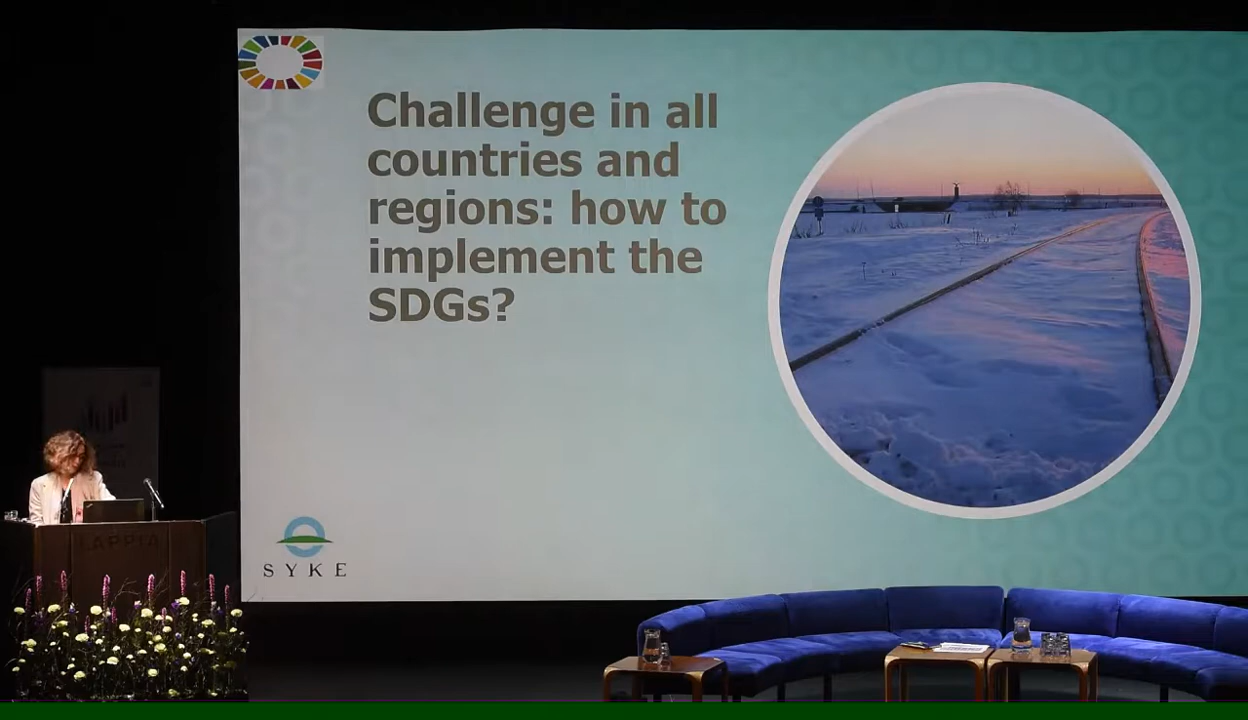 Challenge in all
countries and
regions: how to
implement the
SDGs?
SYKE
LAPPIA